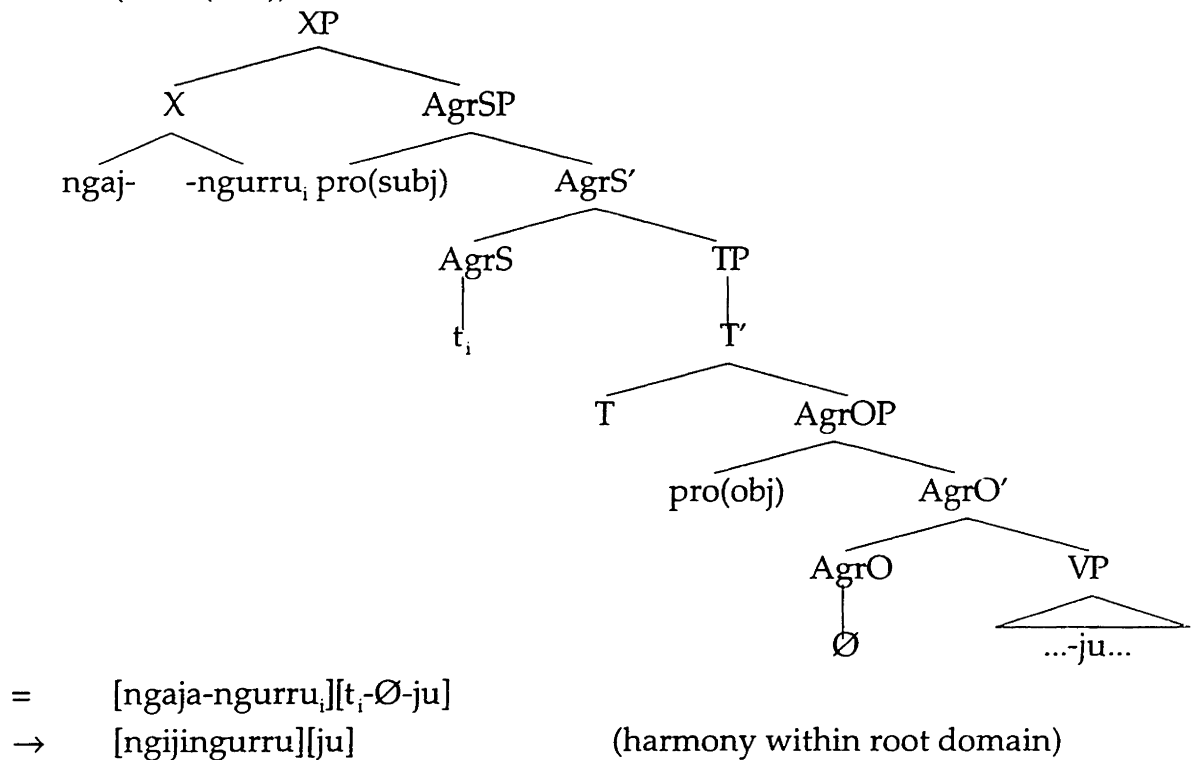 XP
X AgrSP
ngaj- -ngurruᵢ pro(subj) AgrS′
AgrS TP
tᵢ T′
T AgrOP
pro(obj) AgrO′
AgrO VP
Ø ...-ju...
= [ngaja-ngurruᵢ][tᵢ-Ø-ju]
→ [ngijingurru][ju] (harmony within root domain)